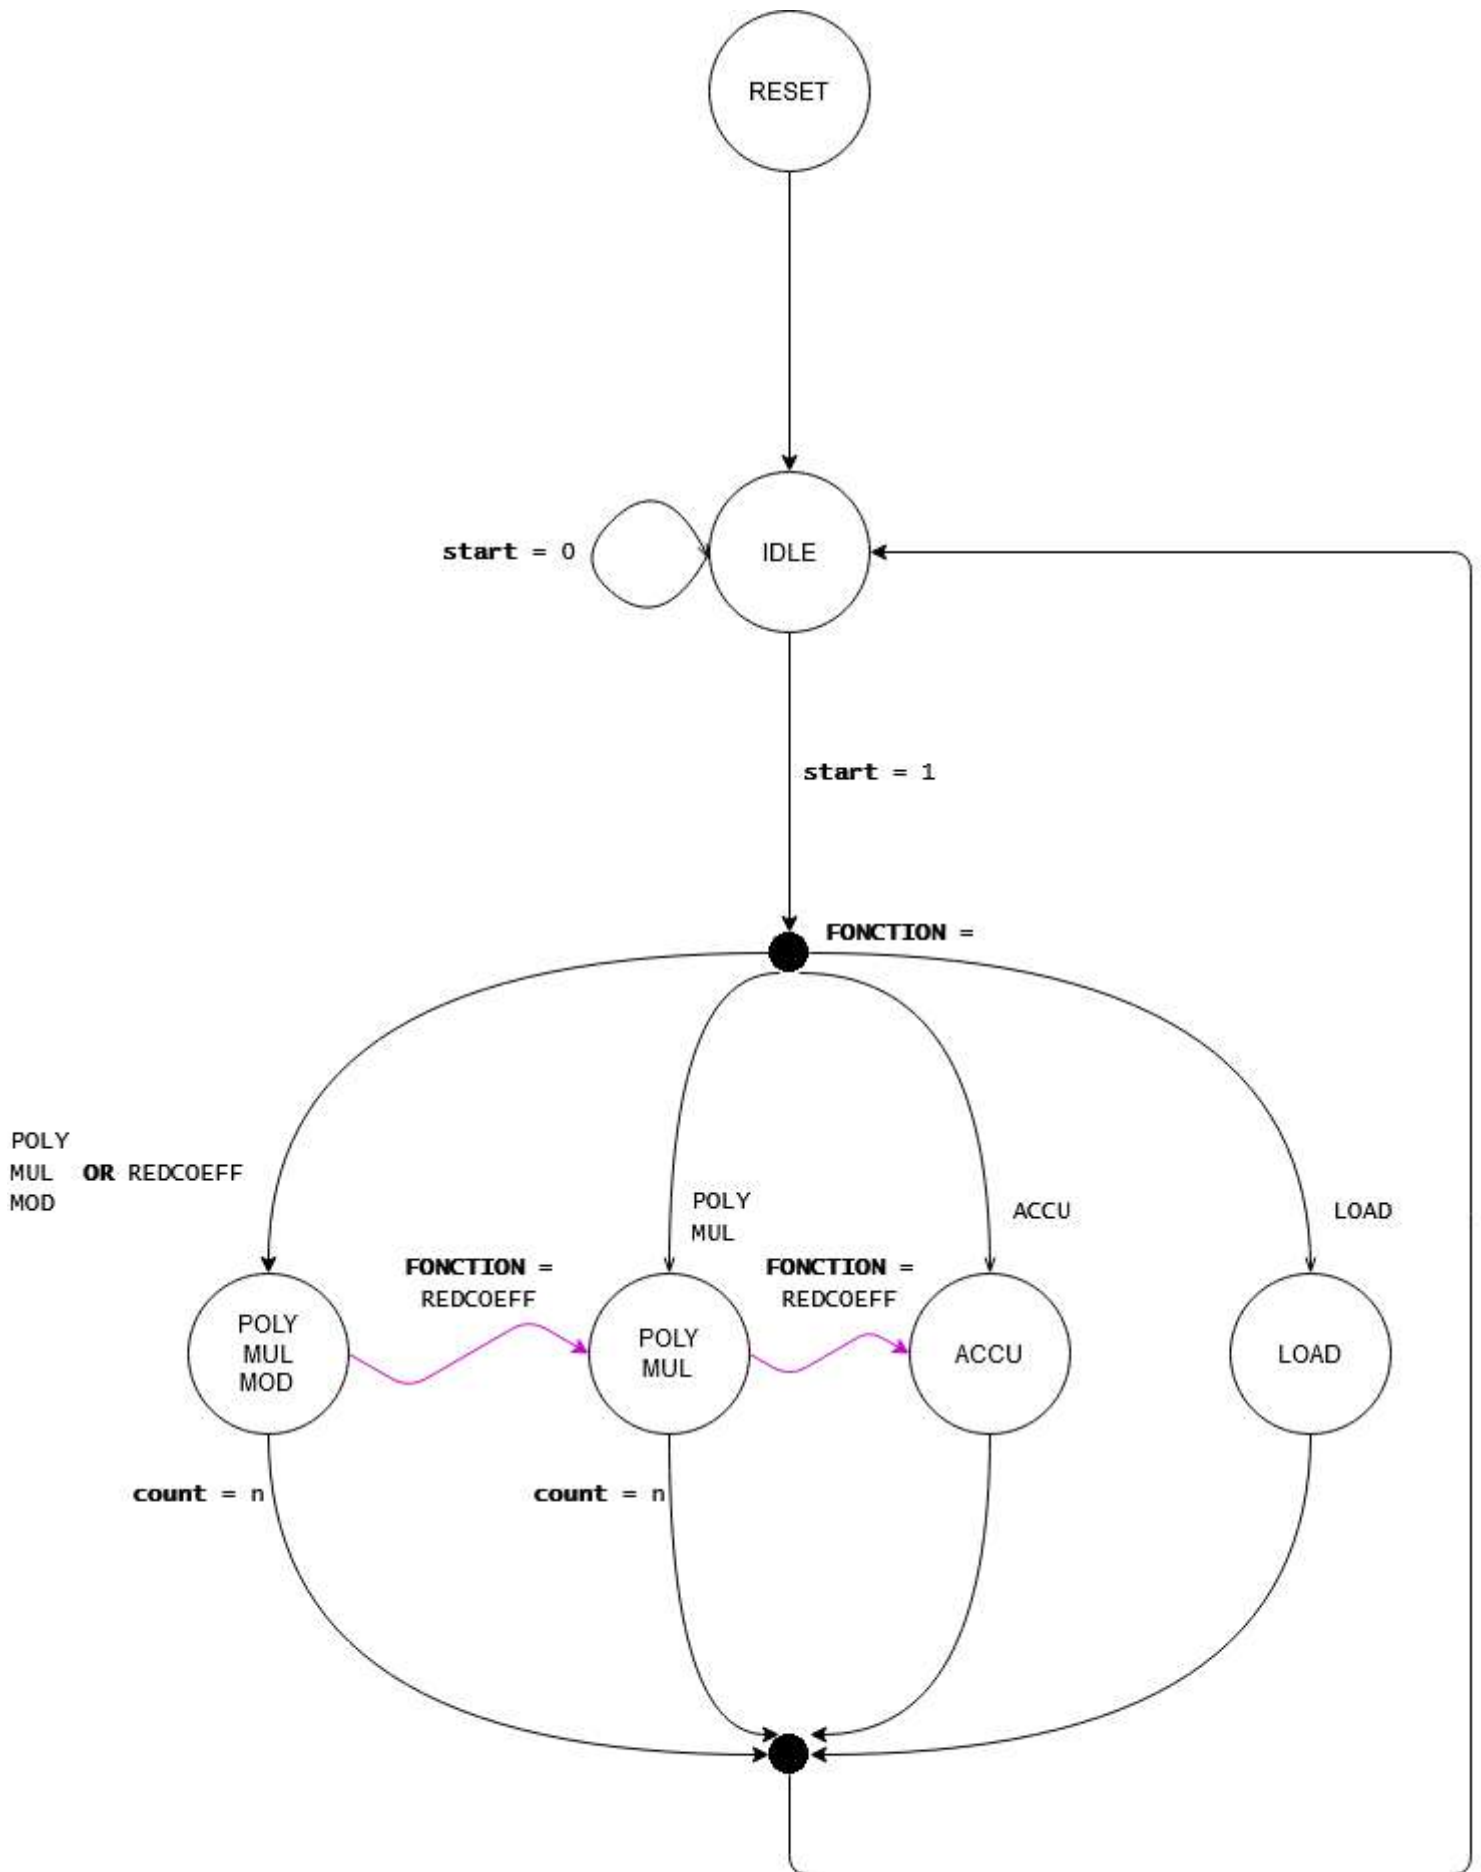 RESET
start = 0
IDLE
start = 1
FONCTION =
POLY
MUL OR REDCOEFF
MOD
POLY
MUL
ACCU
LOAD
FONCTION =
REDCOEFF
FONCTION =
REDCOEFF
POLY
MUL
MOD
POLY
MUL
ACCU
LOAD
count = n
count = n